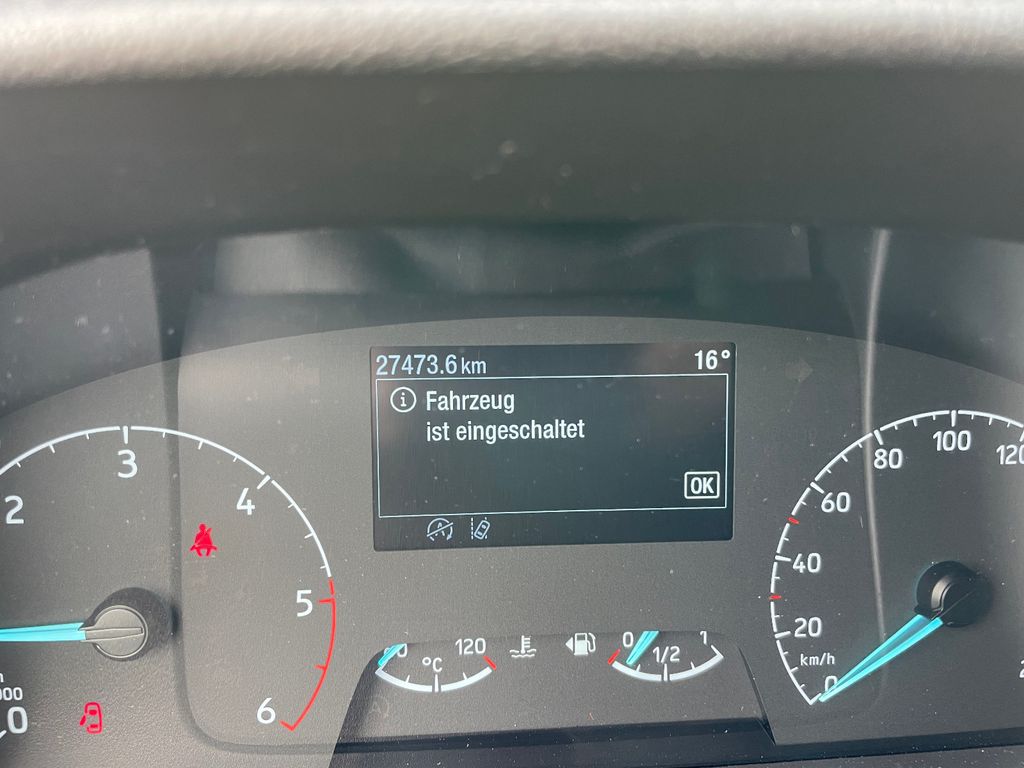 27473.6 km 16°
i Fahrzeug
ist eingeschaltet
OK
2 3 4 5 6
0
120
°C
0 1/2 1
0 20 40 60 80 100 120
km/h